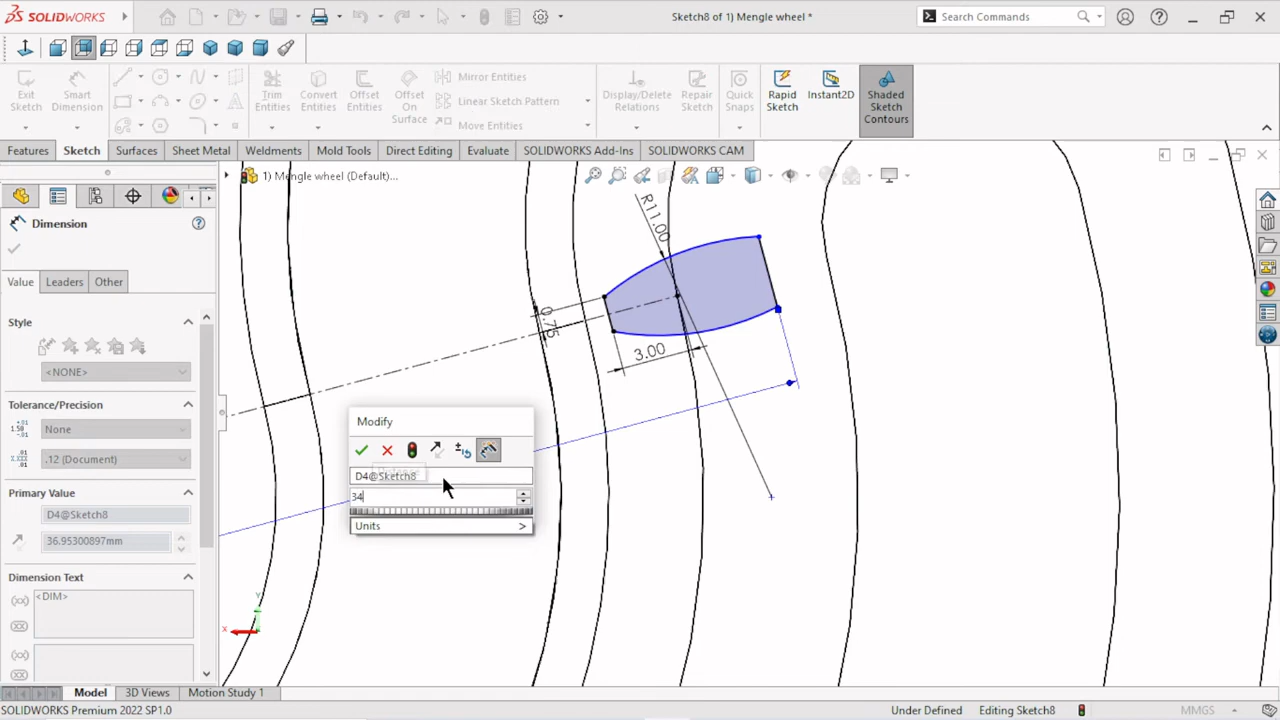 SOLIDWORKS
Sketch8 of 1) Mengle wheel *
Search Commands
Exit Sketch
Smart Dimension
Trim Entities
Convert Entities
Offset Entities
Offset On Surface
Mirror Entities
Linear Sketch Pattern
Move Entities
Display/Delete Relations
Repair Sketch
Quick Snaps
Rapid Sketch
Instant2D
Shaded Sketch Contours
Features
Sketch
Surfaces
Sheet Metal
Weldments
Mold Tools
Direct Editing
Evaluate
SOLIDWORKS Add-Ins
SOLIDWORKS CAM
1) Mengle wheel (Default)...
Dimension
Value
Leaders
Other
Style
<NONE>
Tolerance/Precision
None
.12 (Document)
Primary Value
D4@Sketch8
36.95300897mm
Dimension Text
<DIM>
R11.00
0.75
3.00
Modify
D4@Sketch8
34
Units
Y
X
Model
3D Views
Motion Study 1
SOLIDWORKS Premium 2022 SP1.0
Under Defined
Editing Sketch8
MMGS